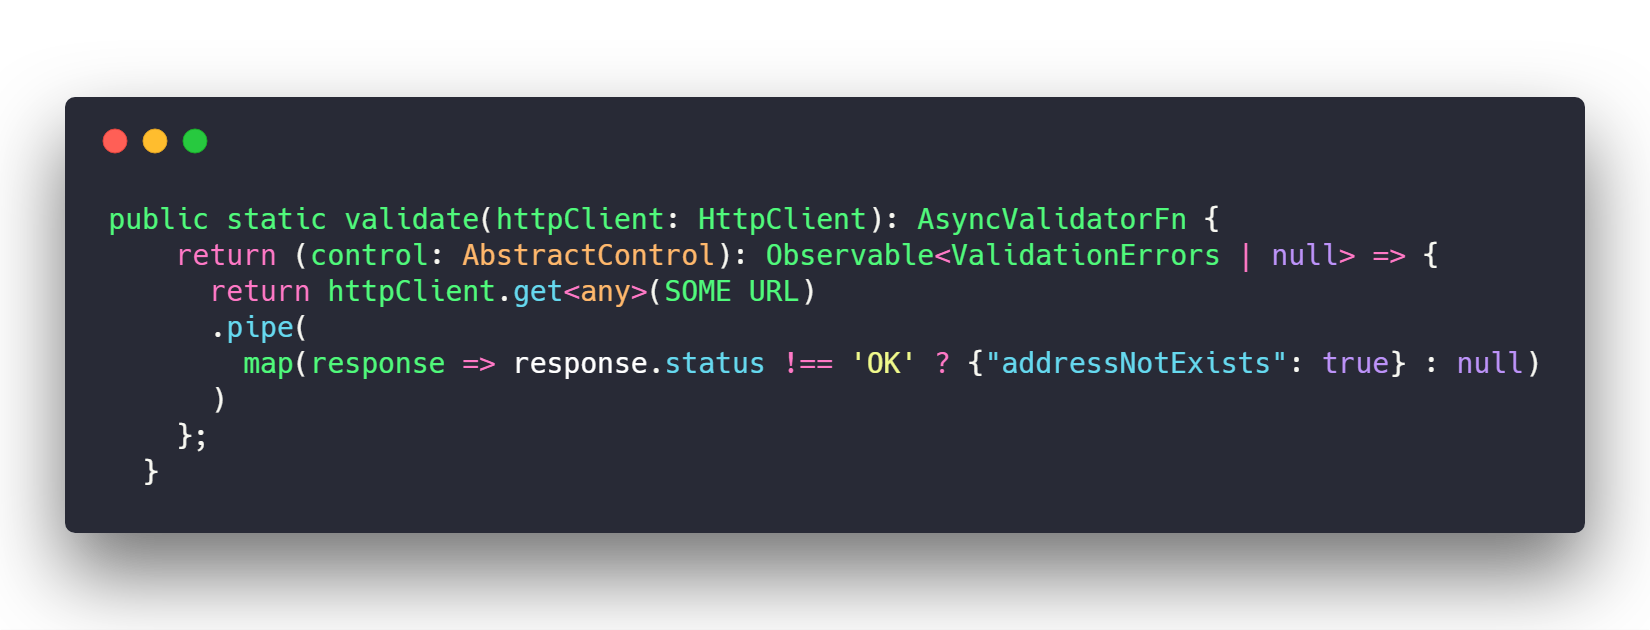 public static validate(httpClient: HttpClient): AsyncValidatorFn {
    return (control: AbstractControl): Observable<ValidationErrors | null> => {
      return httpClient.get<any>(SOME URL)
      .pipe(
        map(response => response.status !== 'OK' ? {"addressNotExists": true} : null)
      )
    };
  }